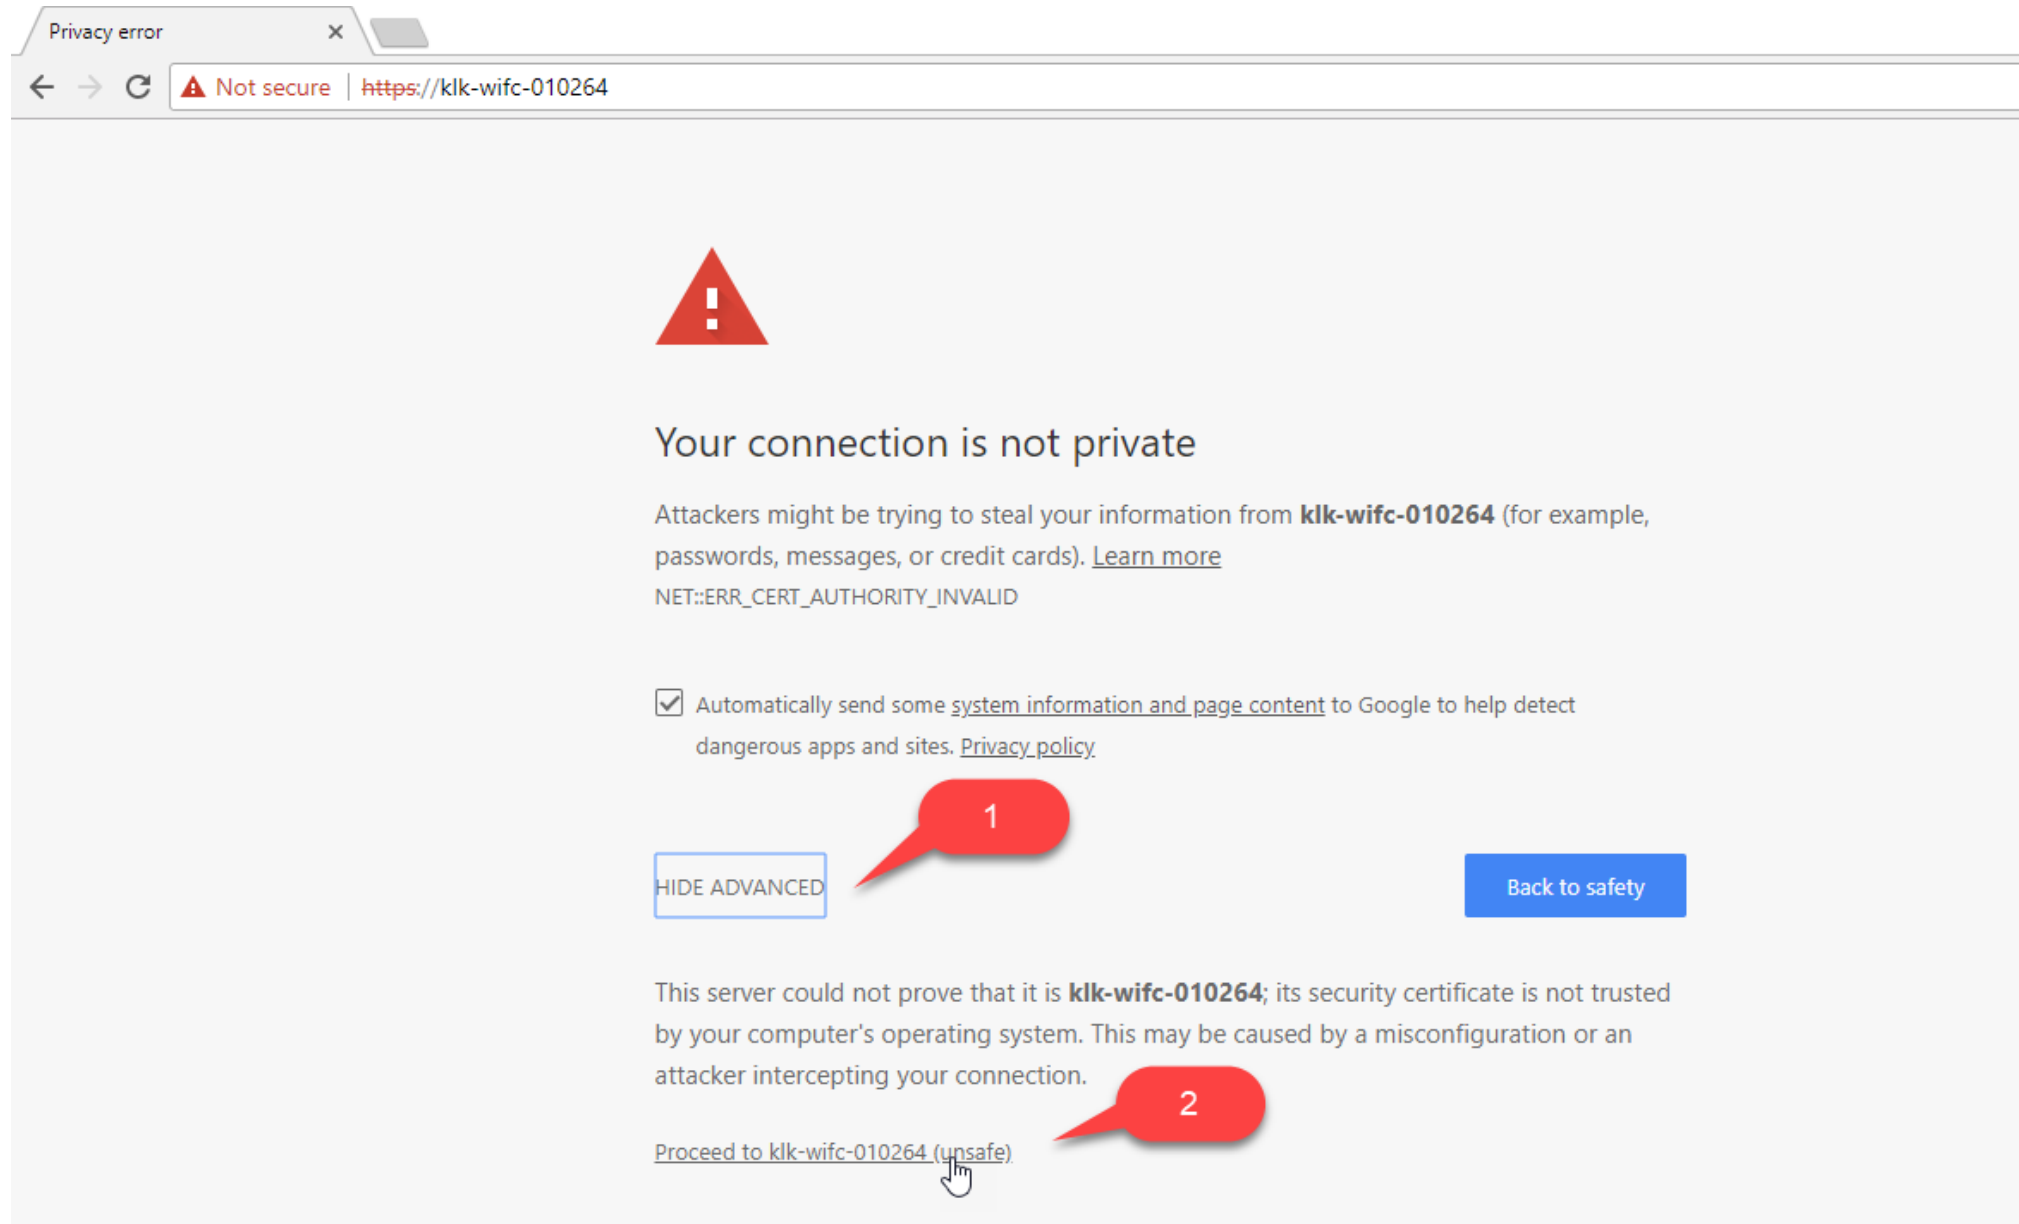 Privacy error
Not secure | https://klk-wifc-010264
Your connection is not private
Attackers might be trying to steal your information from klk-wifc-010264 (for example,
passwords, messages, or credit cards). Learn more
NET::ERR_CERT_AUTHORITY_INVALID
Automatically send some system information and page content to Google to help detect
dangerous apps and sites. Privacy policy
1
HIDE ADVANCED
Back to safety
This server could not prove that it is klk-wifc-010264; its security certificate is not trusted
by your computer's operating system. This may be caused by a misconfiguration or an
attacker intercepting your connection.
2
Proceed to klk-wifc-010264 (unsafe)